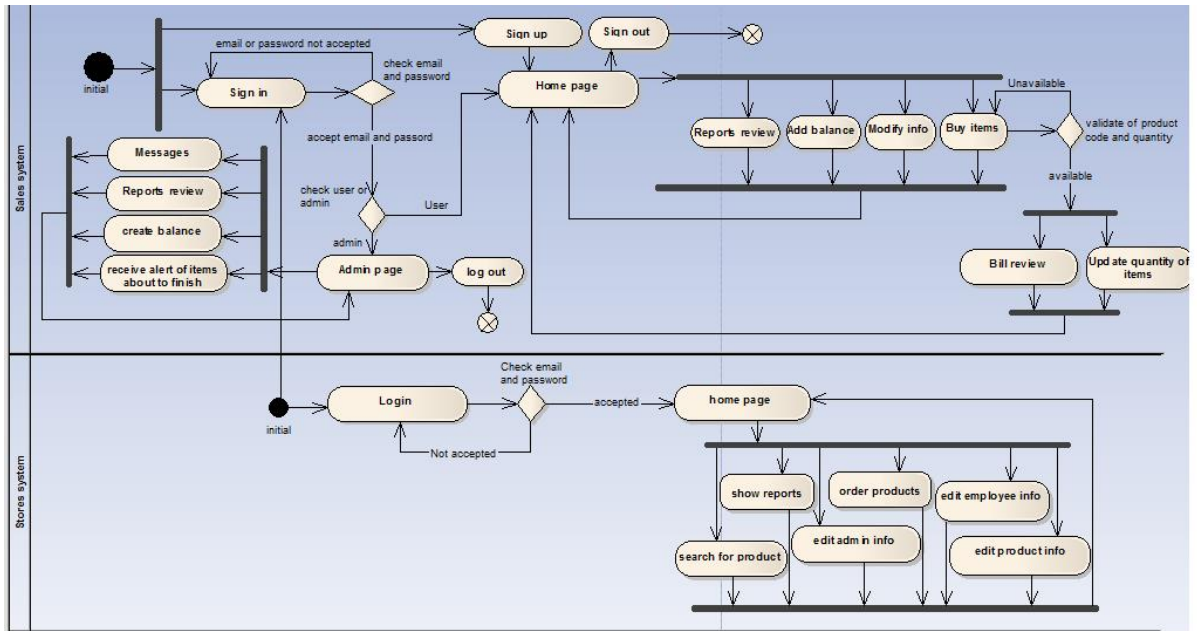 Sales system
initial
email or password not accepted
Sign in
check email
and password
Sign up
Sign out
Home page
accept email and passord
check user or
admin
User
admin
Messages
Reports review
create balance
receive alert of items
about to finish
Admin page
log out
Reports review
Add balance
Modify info
Buy items
Unavailable
validate of product
code and quantity
available
Bill review
Update quantity of
items
Stores system
initial
Login
Check email
and password
accepted
Not accepted
home page
show reports
order products
edit employee info
search for product
edit admin info
edit product info